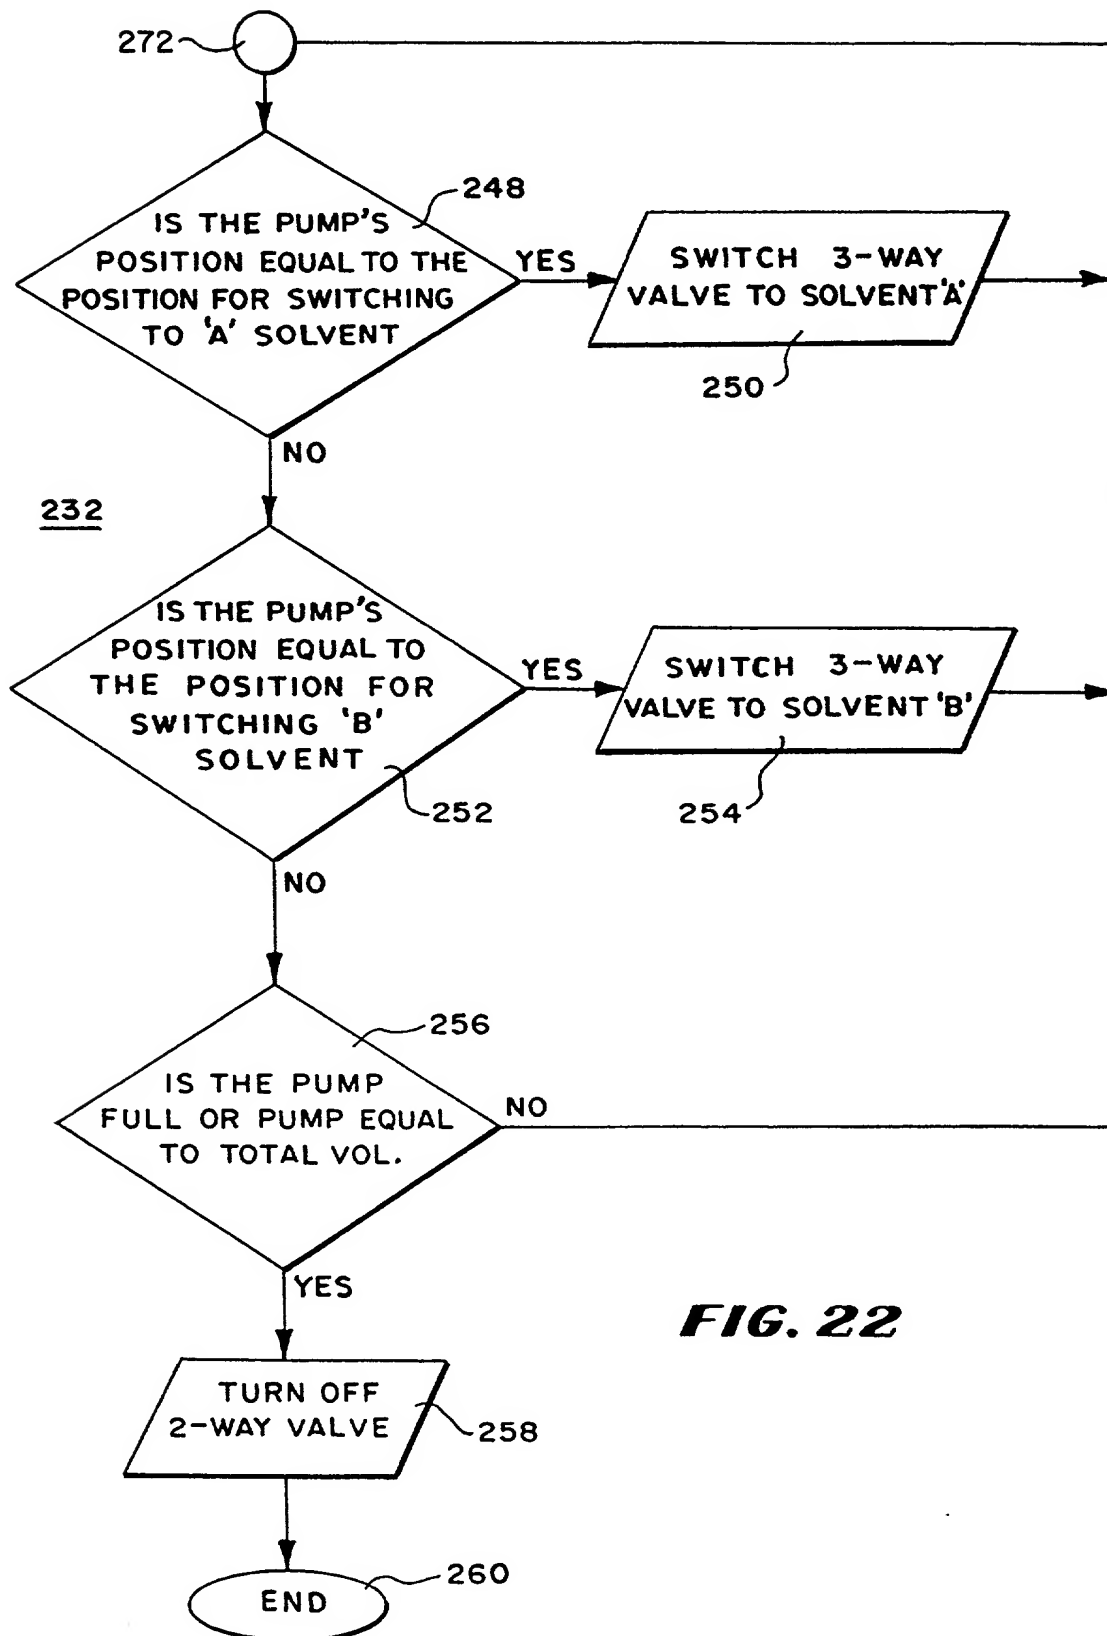 272
248
IS THE PUMP'S
POSITION EQUAL TO THE
POSITION FOR SWITCHING
TO 'A' SOLVENT
YES
SWITCH 3-WAY
VALVE TO SOLVENT 'A'
250
NO
232
IS THE PUMP'S
POSITION EQUAL TO
THE POSITION FOR
SWITCHING 'B'
SOLVENT
YES
SWITCH 3-WAY
VALVE TO SOLVENT 'B'
252
254
NO
256
IS THE PUMP
FULL OR PUMP EQUAL
TO TOTAL VOL.
NO
YES
FIG. 22
TURN OFF
2-WAY VALVE
258
260
END